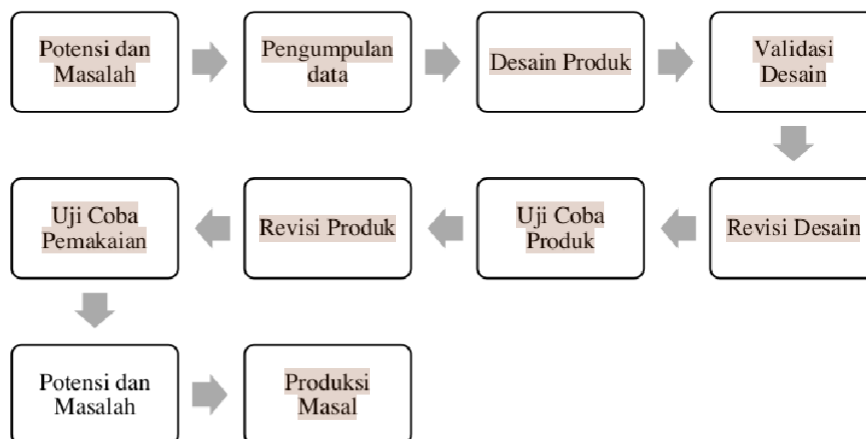 Potensi dan
Masalah
Pengumpulan
data
Desain Produk
Validasi
Desain
Revisi Desain
Uji Coba
Produk
Revisi Produk
Uji Coba
Pemakaian
Potensi dan
Masalah
Produksi
Masal